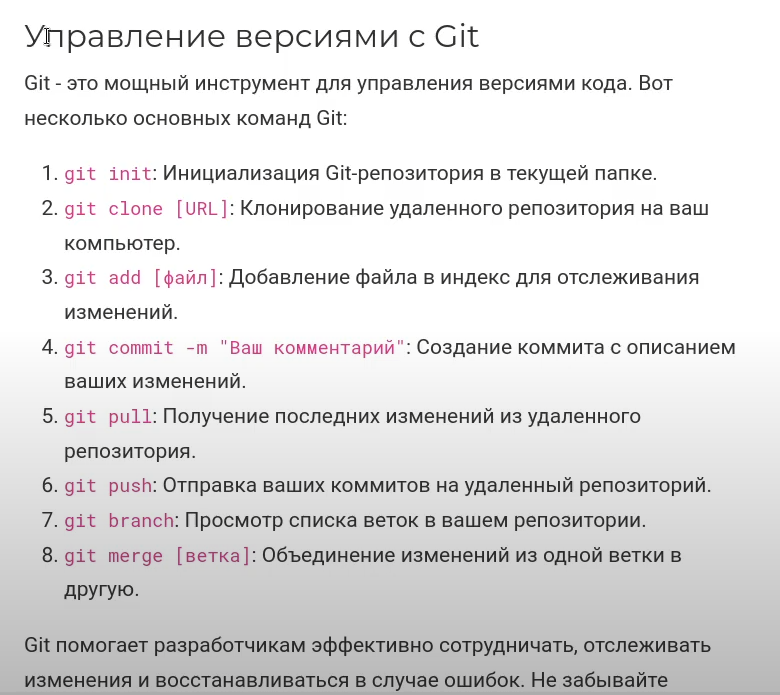 Управление версиями с Git
Git - это мощный инструмент для управления версиями кода. Вот
несколько основных команд Git:
1. git init: Инициализация Git-репозитория в текущей папке.
2. git clone [URL]: Клонирование удаленного репозитория на ваш
компьютер.
3. git add [файл]: Добавление файла в индекс для отслеживания
изменений.
4. git commit -m "Ваш комментарий": Создание коммита с описанием
ваших изменений.
5. git pull: Получение последних изменений из удаленного
репозитория.
6. git push: Отправка ваших коммитов на удаленный репозиторий.
7. git branch: Просмотр списка веток в вашем репозитории.
8. git merge [ветка]: Объединение изменений из одной ветки в
другую.
Git помогает разработчикам эффективно сотрудничать, отслеживать
изменения и восстанавливаться в случае ошибок. Не забывайте